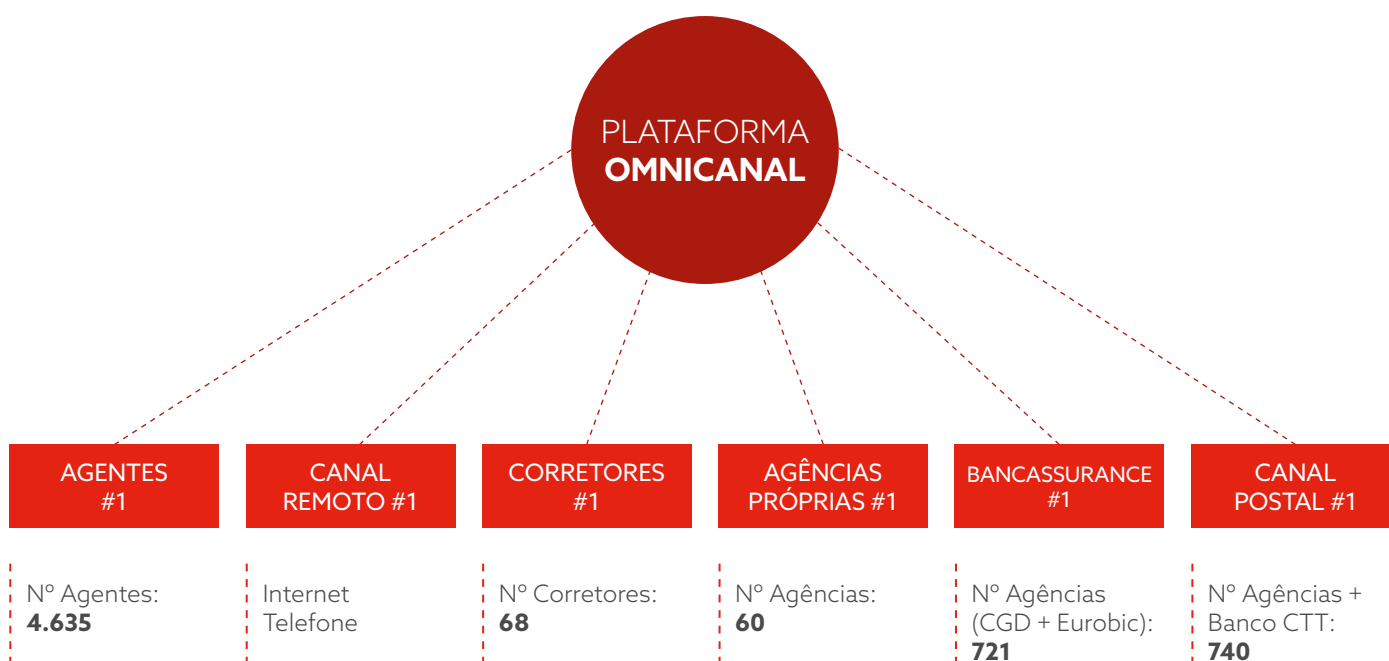 PLATAFORMA
OMNICANAL
AGENTES
#1
Nº Agentes:
4.635
CANAL
REMOTO #1
Internet
Telefone
CORRETORES
#1
Nº Corretores:
68
AGÊNCIAS
PRÓPRIAS #1
Nº Agências:
60
BANCASSURANCE
#1
Nº Agências
(CGD + Eurobic):
721
CANAL
POSTAL #1
Nº Agências +
Banco CTT:
740